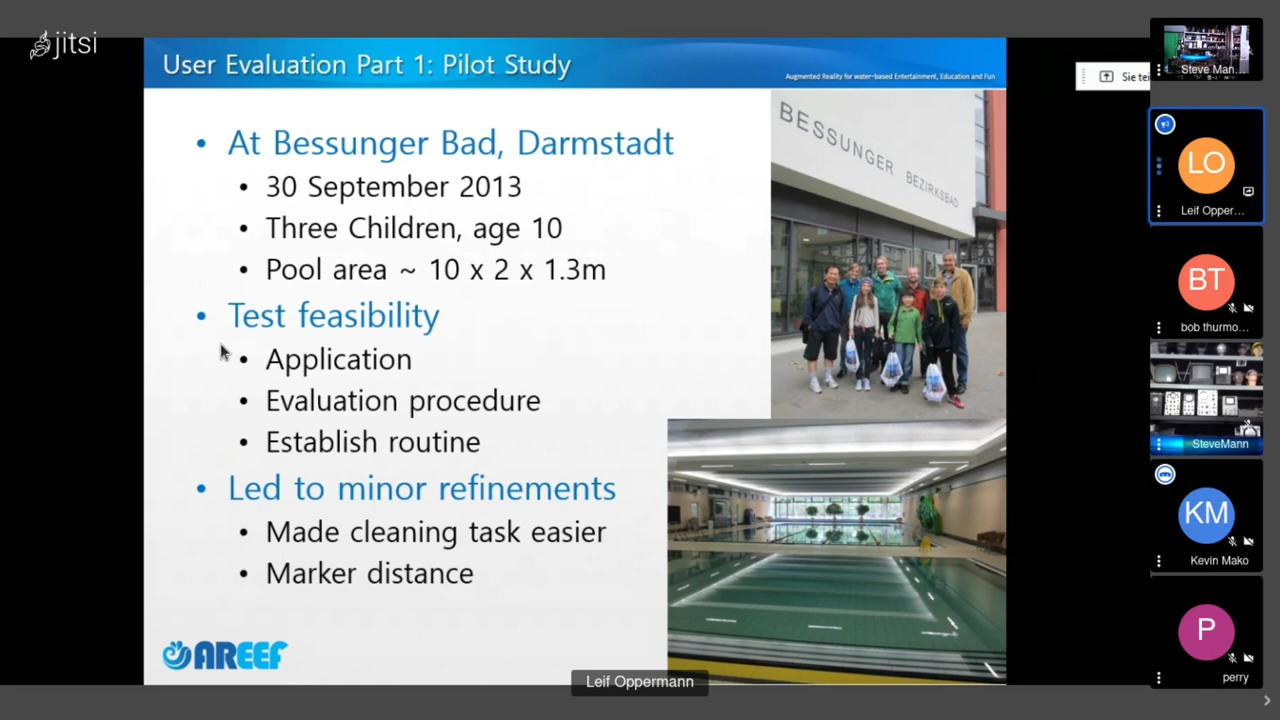 jitsi
User Evaluation Part 1: Pilot Study
Augmented Reality for water-based Entertainment, Education and Fun
• At Bessunger Bad, Darmstadt
• 30 September 2013
• Three Children, age 10
• Pool area ~ 10 x 2 x 1.3m
• Test feasibility
• Application
• Evaluation procedure
• Establish routine
• Led to minor refinements
• Made cleaning task easier
• Marker distance
AREEF
BESSUNGER BEZIRKSBAD
Leif Oppermann
Sie tei
Steve Man...
LO
Leif Opper...
BT
bob thurmo...
SteveMann
KM
Kevin Mako
P
perry